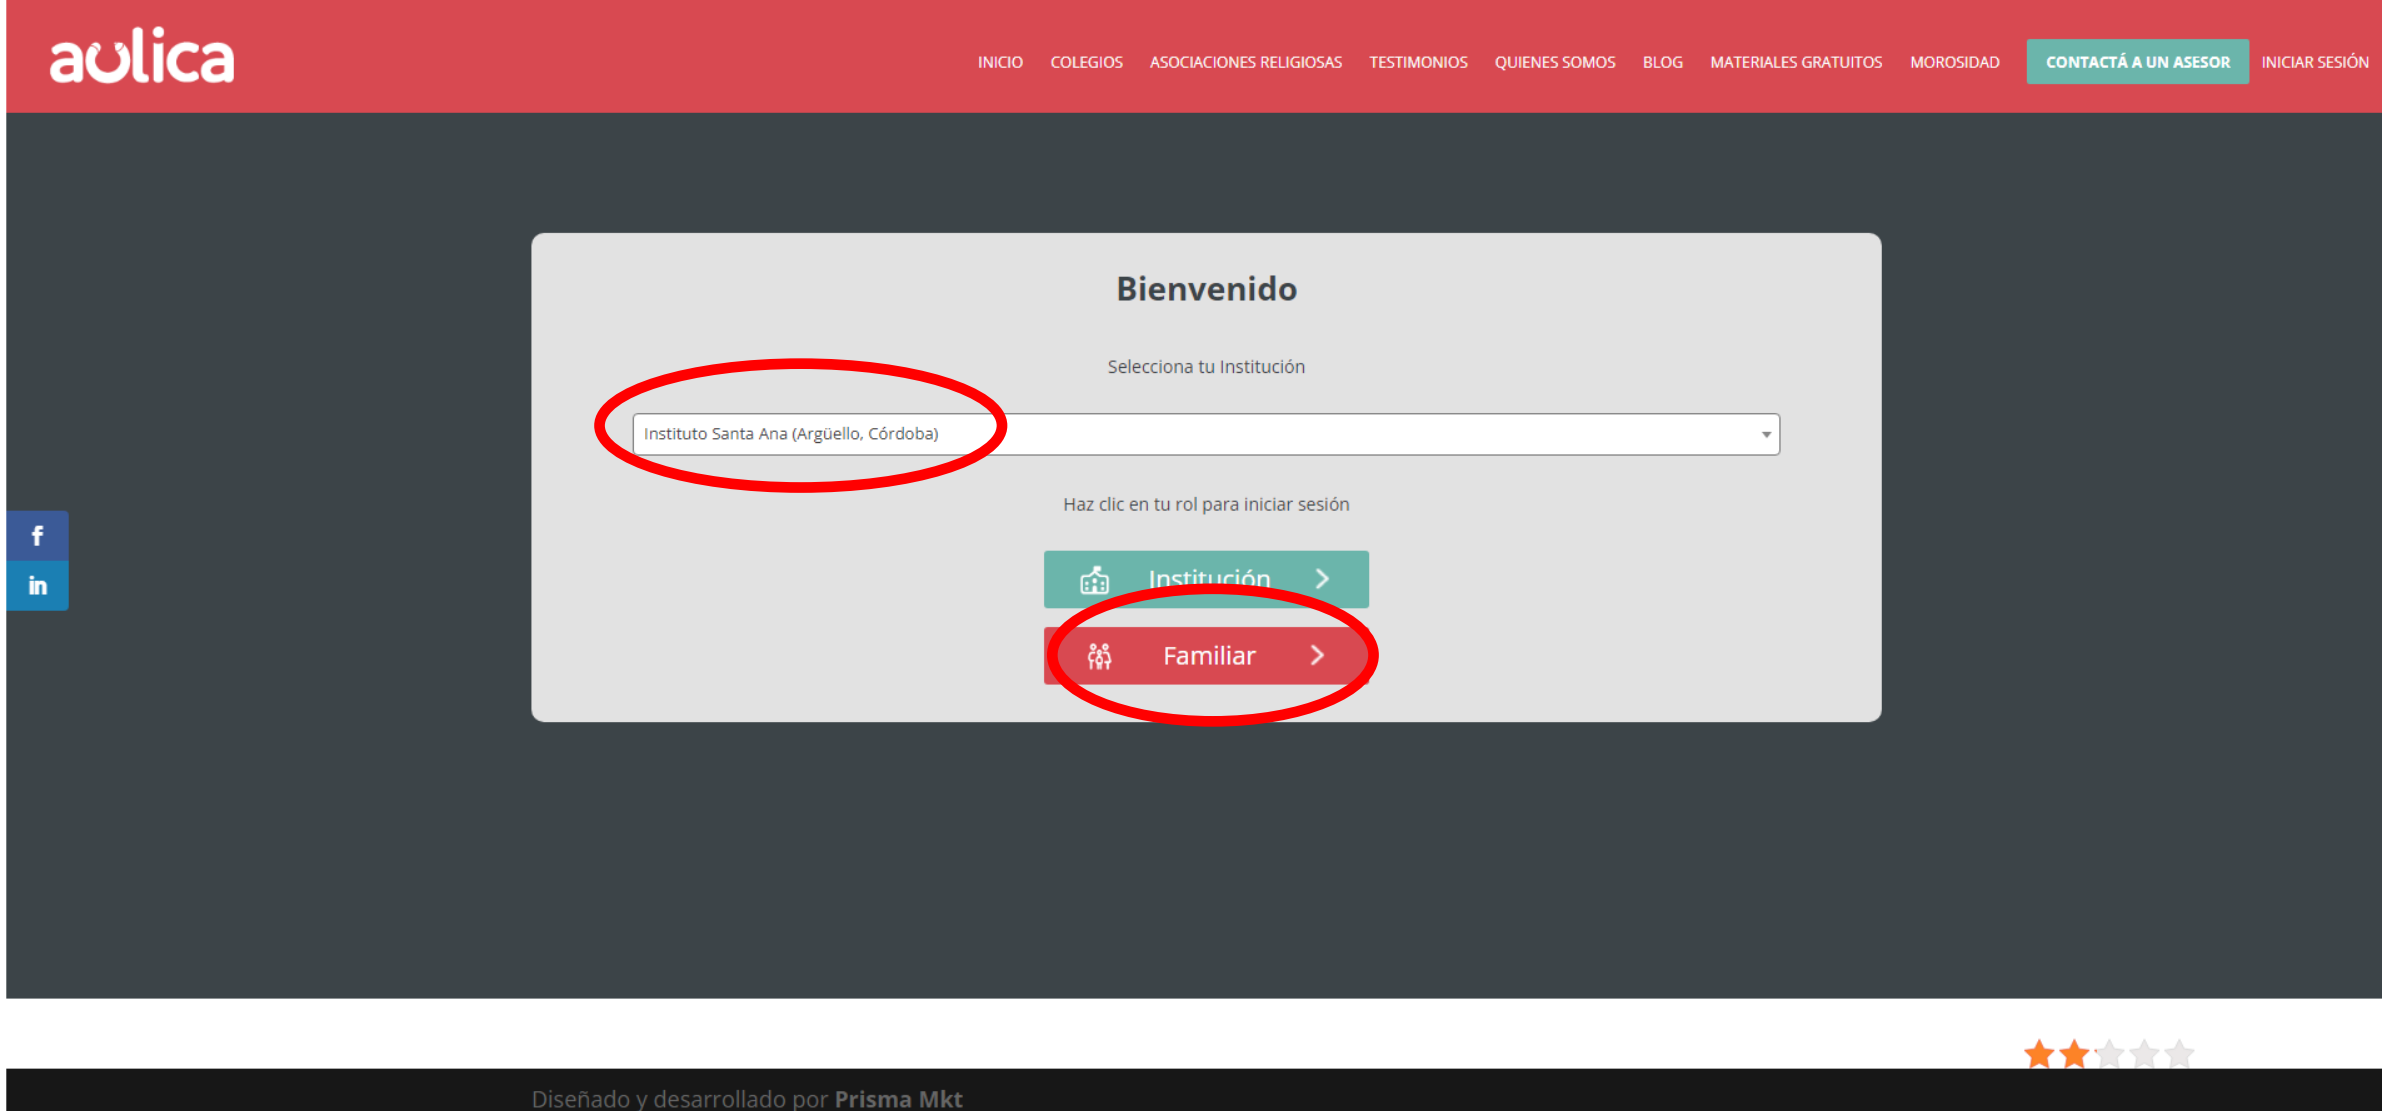 aulica
INICIO COLEGIOS ASOCIACIONES RELIGIOSAS TESTIMONIOS QUIENES SOMOS BLOG MATERIALES GRATUITOS MOROSIDAD CONTACTÁ A UN ASESOR INICIAR SESIÓN
Bienvenido
Selecciona tu Institución
Instituto Santa Ana (Argüello, Córdoba)
Haz clic en tu rol para iniciar sesión
f
in
Institución
Familiar
Diseñado y desarrollado por Prisma Mkt